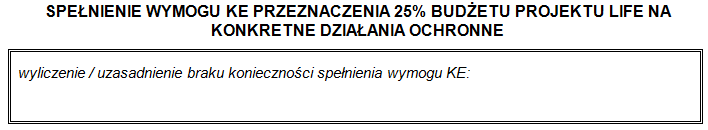 SPEŁNIENIE WYMOGU KE PRZEZNACZENIA 25% BUDŻETU PROJEKTU LIFE NA
KONKRETNE DZIAŁANIA OCHRONNE
wyliczenie / uzasadnienie braku konieczności spełnienia wymogu KE: